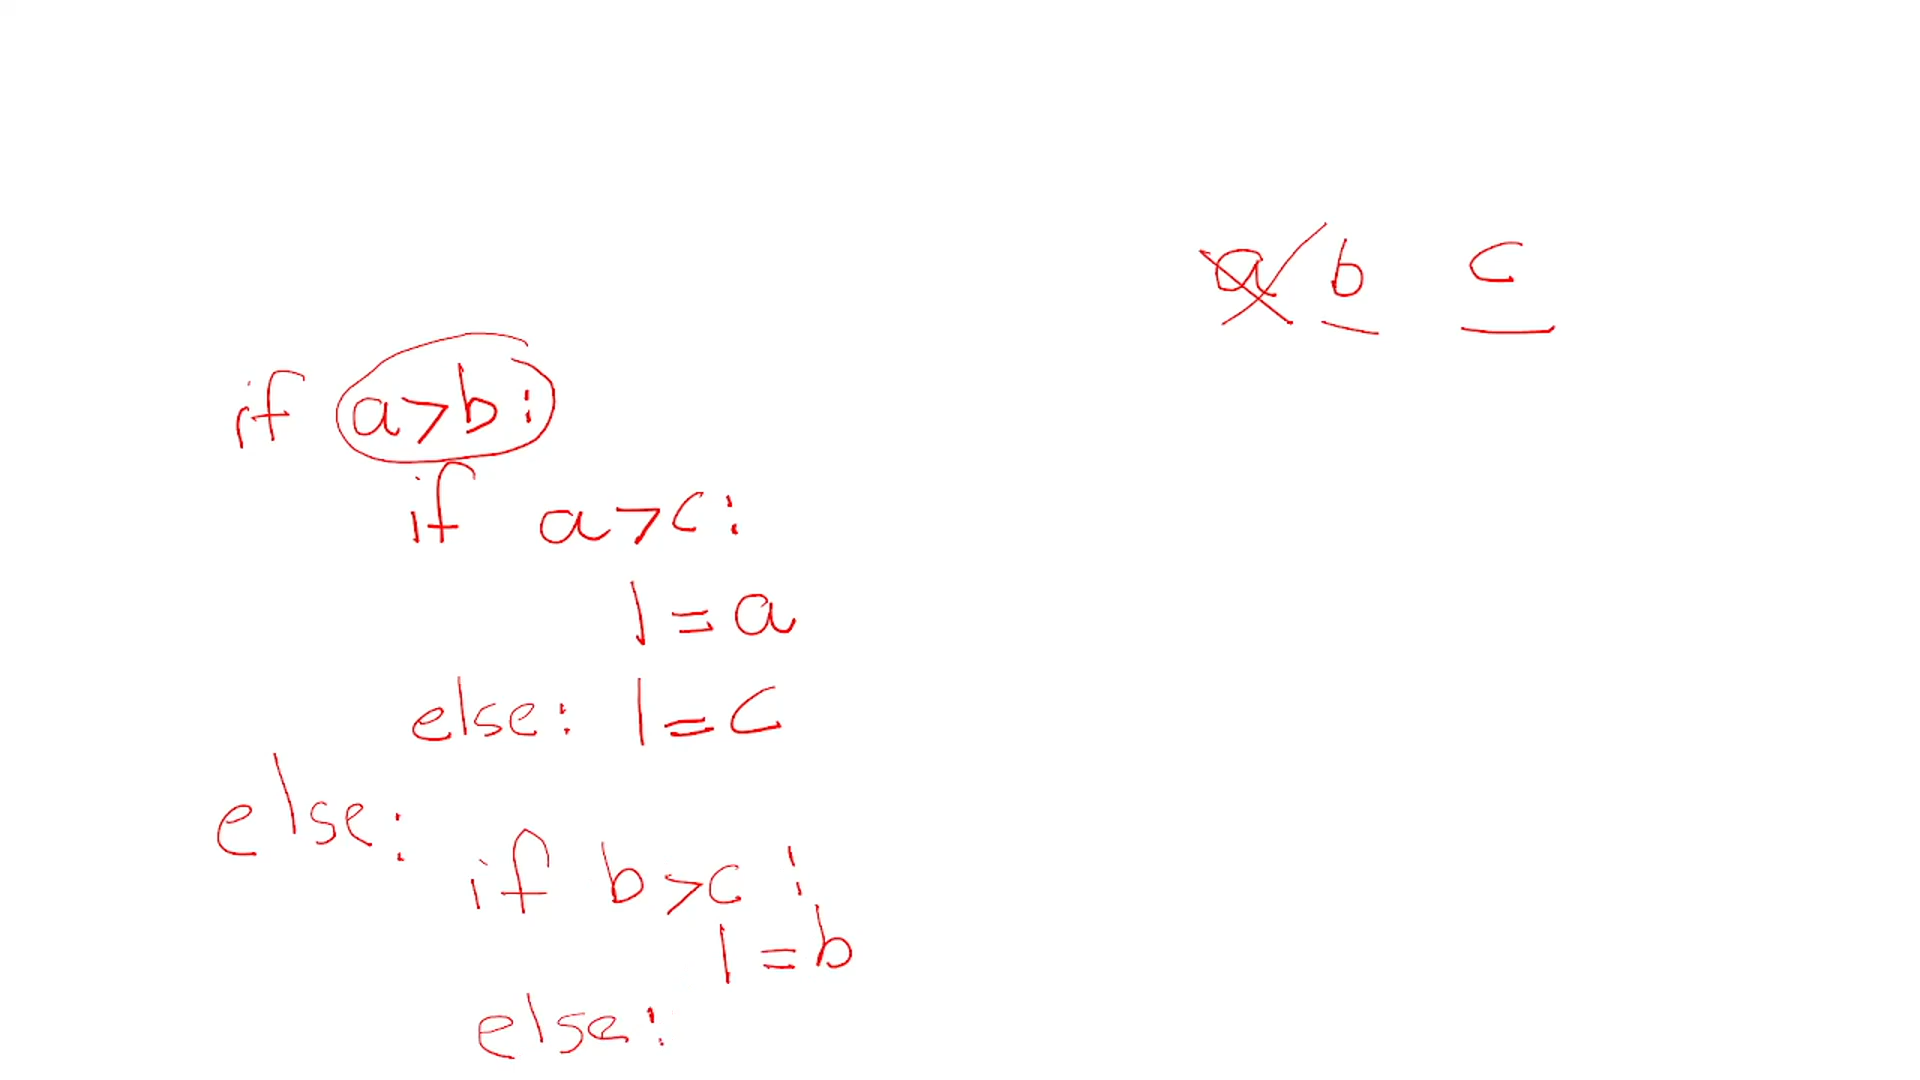 a b c
if a>b:
if a>c:
l=a
else: l=c
else:
if b>c:
l=b
else: